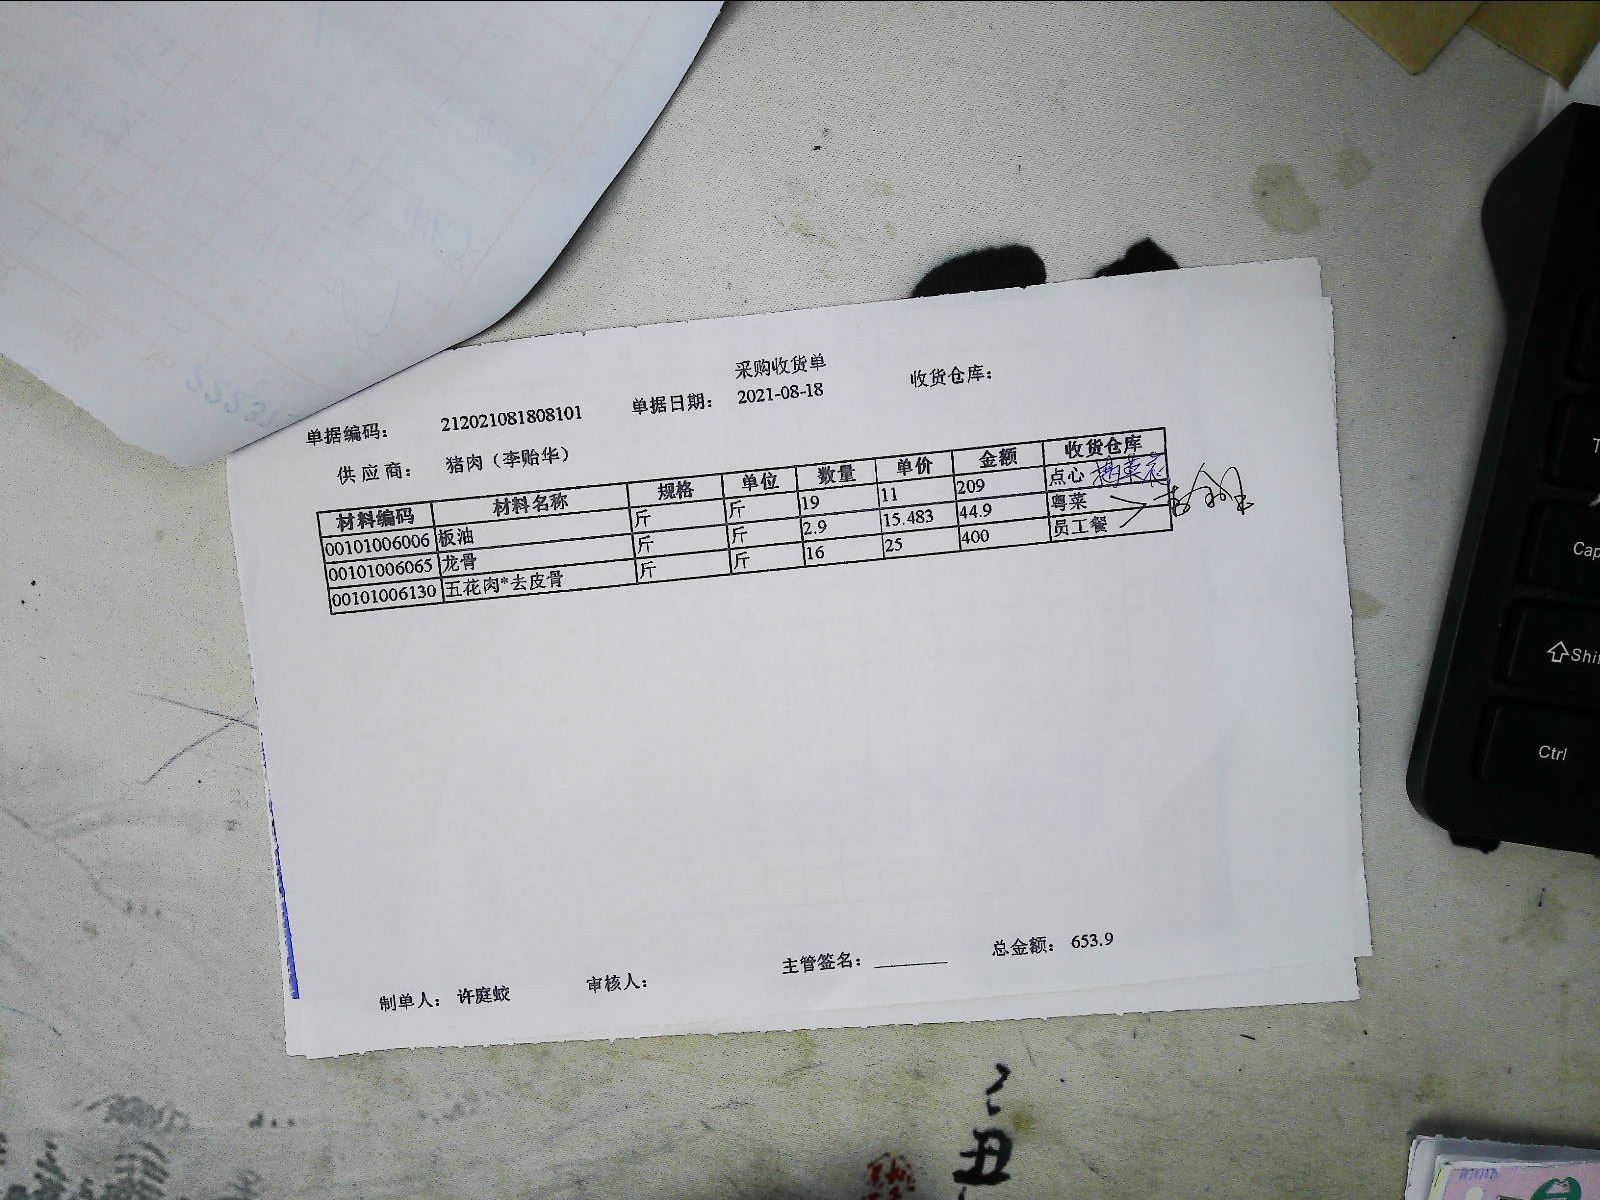 采购收货单
单据编码： 212021081808101 单据日期： 2021-08-18 收货仓库：
供应商： 猪肉（李贻华）
材料编码 材料名称 规格 单位 数量 单价 金额 收货仓库
00101006006 板油 斤 斤 19 11 209 点心
00101006065 龙骨 斤 斤 2.9 15.483 44.9 粤菜
00101006130 五花肉*去皮骨 斤 斤 16 25 400 员工餐
制单人： 许庭蛟 审核人： 主管签名： 总金额： 653.9
Cap
Shi
Ctrl
丑